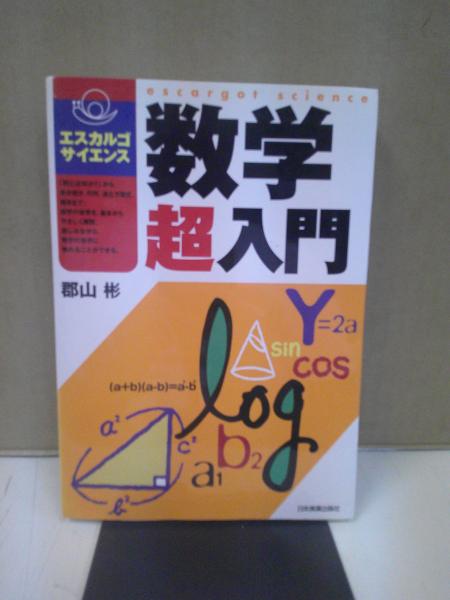 escargot science
エスカルゴ
サイエンス
数学
超入門
郡山 彬
Y=2a
sin
cos
log
(a+b)(a-b)=a²-b²
a²
c²
b²
a1
b2
日本実業出版社